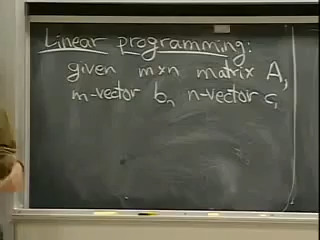 Linear programming:
given m×n matrix A,
m-vector b, n-vector c,